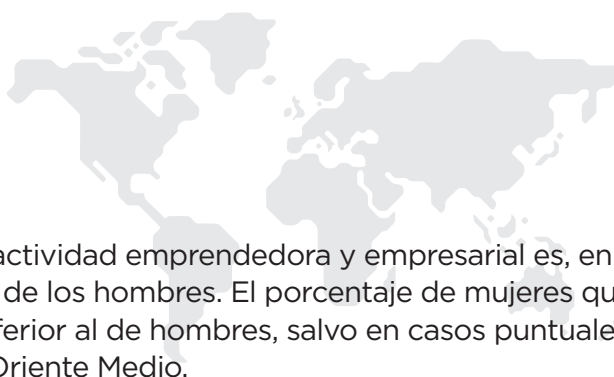 actividad emprendedora y empresarial es, en
de los hombres. El porcentaje de mujeres qu
ferior al de hombres, salvo en casos puntuale
Oriente Medio.